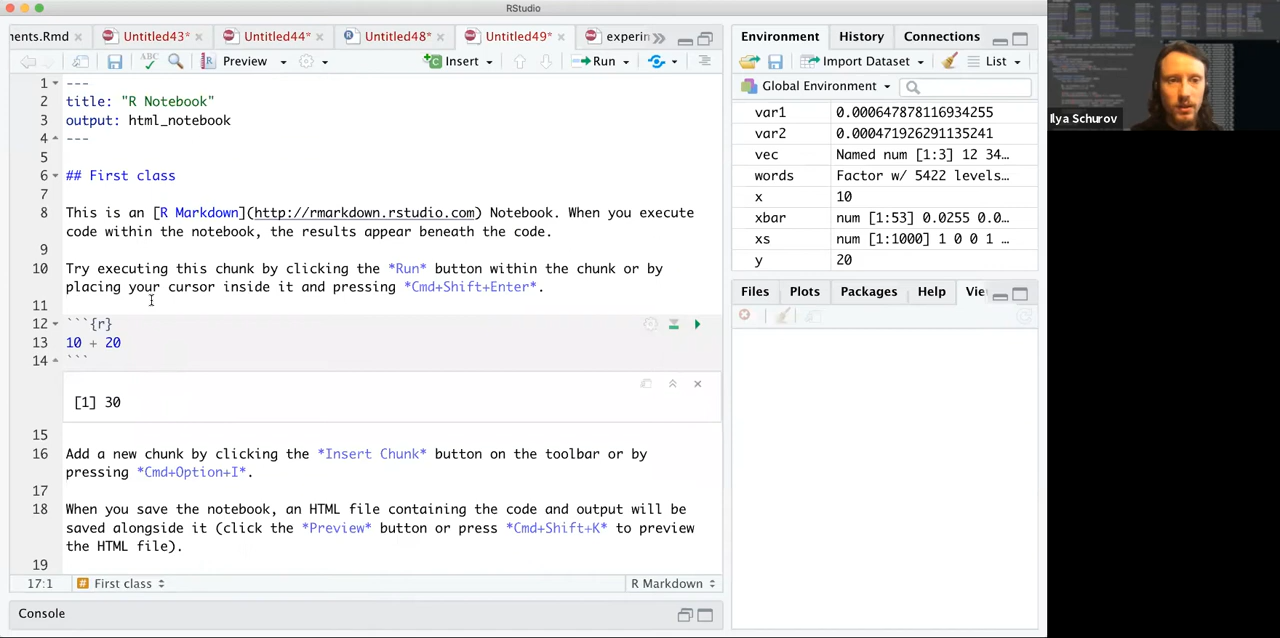 RStudio
nents.Rmd
Untitled43*
Untitled44*
Untitled48*
Untitled49*
experin
Preview
Insert
Run
1 ---
2 title: "R Notebook"
3 output: html_notebook
4 ---
5
6 ## First class
7
8 This is an [R Markdown](http://rmarkdown.rstudio.com) Notebook. When you execute
code within the notebook, the results appear beneath the code.
9
10 Try executing this chunk by clicking the *Run* button within the chunk or by
placing your cursor inside it and pressing *Cmd+Shift+Enter*.
11
12 ```{r}
13 10 + 20
14 ```
[1] 30
15
16 Add a new chunk by clicking the *Insert Chunk* button on the toolbar or by
pressing *Cmd+Option+I*.
17
18 When you save the notebook, an HTML file containing the code and output will be
saved alongside it (click the *Preview* button or press *Cmd+Shift+K* to preview
the HTML file).
19
17:1 # First class R Markdown
Console
Environment History Connections
Import Dataset List
Global Environment
var1 0.000647878116934255
var2 0.000471926291135241
vec Named num [1:3] 12 34…
words Factor w/ 5422 levels…
x 10
xbar num [1:53] 0.0255 0.0…
xs num [1:1000] 1 0 0 1 …
y 20
Files Plots Packages Help Vie
Ilya Schurov